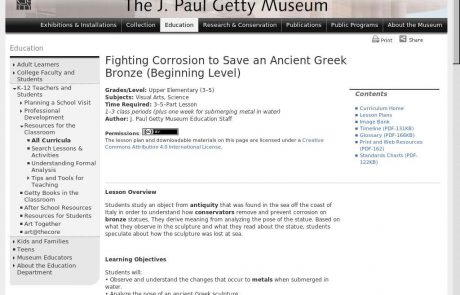 The J. Paul Getty Museum
Exhibitions & Installations
Collection
Education
Research & Conservation
Publications
Public Programs
About the Museum
Education
Print
Share
Adult Learners
College Faculty and
Students
K-12 Teachers and
Students
Planning a School Visit
Professional
Development
Resources for the
Classroom
All Curricula
Search Lessons &
Activities
Understanding Formal
Analysis
Tips and Tools for
Teaching
Getty Books in the
Classroom
After School Resources
Resources for Students
Art Together
art@thecore
Kids and Families
Teens
Museum Educators
About the Education
Department
Fighting Corrosion to Save an Ancient Greek
Bronze (Beginning Level)
Grades/Level: Upper Elementary (3–5)
Subjects: Visual Arts, Science
Time Required: 3–5–Part Lesson
1–3 class periods (plus one week for submerging metal in water)
Author: J. Paul Getty Museum Education Staff
Permissions:
The lesson plan and downloadable materials on this page are licensed under a Creative
Commons Attribution 4.0 International License.
Lesson Overview
Students study an object from antiquity that was found in the sea off the coast of
Italy in order to understand how conservators remove and prevent corrosion on
bronze statues. They derive meaning from analyzing the pose of the statue. Based on
what they observe in the sculpture and what they read about the statue, students
speculate about how the sculpture was lost at sea.
Learning Objectives
Students will:
• Observe and understand the changes that occur to metals when submerged in
water.
• Analyze the pose of an ancient Greek sculpture.
Contents
Curriculum Home
Lesson Plans
Image Bank
Timeline (PDF-131KB)
Glossary (PDF-166KB)
Print and Web Resources
(PDF-162)
Standards Charts (PDF-
122KB)